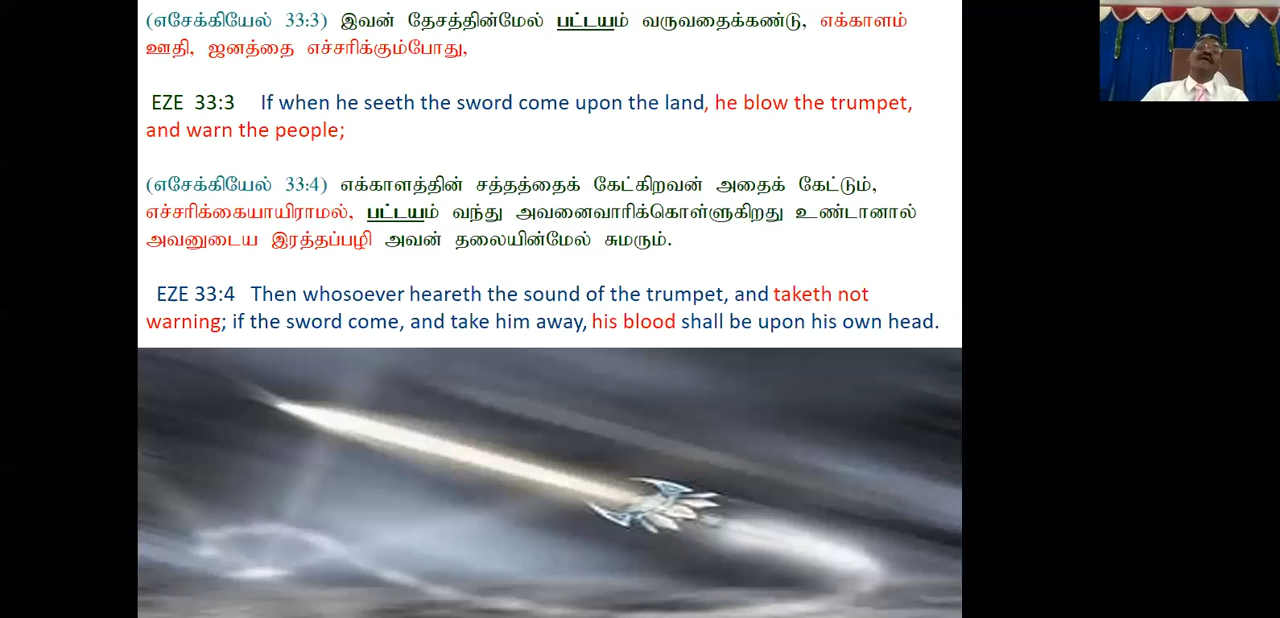 (எசேக்கியேல் 33:3) இவன் தேசத்தின்மேல் பட்டயம் வருவதைக்கண்டு, எக்காளம்
ஊதி, ஜனத்தை எச்சரிக்கும்போது,
EZE 33:3 If when he seeth the sword come upon the land, he blow the trumpet,
and warn the people;
(எசேக்கியேல் 33:4) எக்காளத்தின் சத்தத்தைக் கேட்கிறவன் அதைக் கேட்டும்,
எச்சரிக்கையாயிராமல், பட்டயம் வந்து அவனைவாரிக்கொள்ளுகிறது உண்டானால்
அவனுடைய இரத்தப்பழி அவன் தலையின்மேல் சுமரும்.
EZE 33:4 Then whosoever heareth the sound of the trumpet, and taketh not
warning; if the sword come, and take him away, his blood shall be upon his own head.